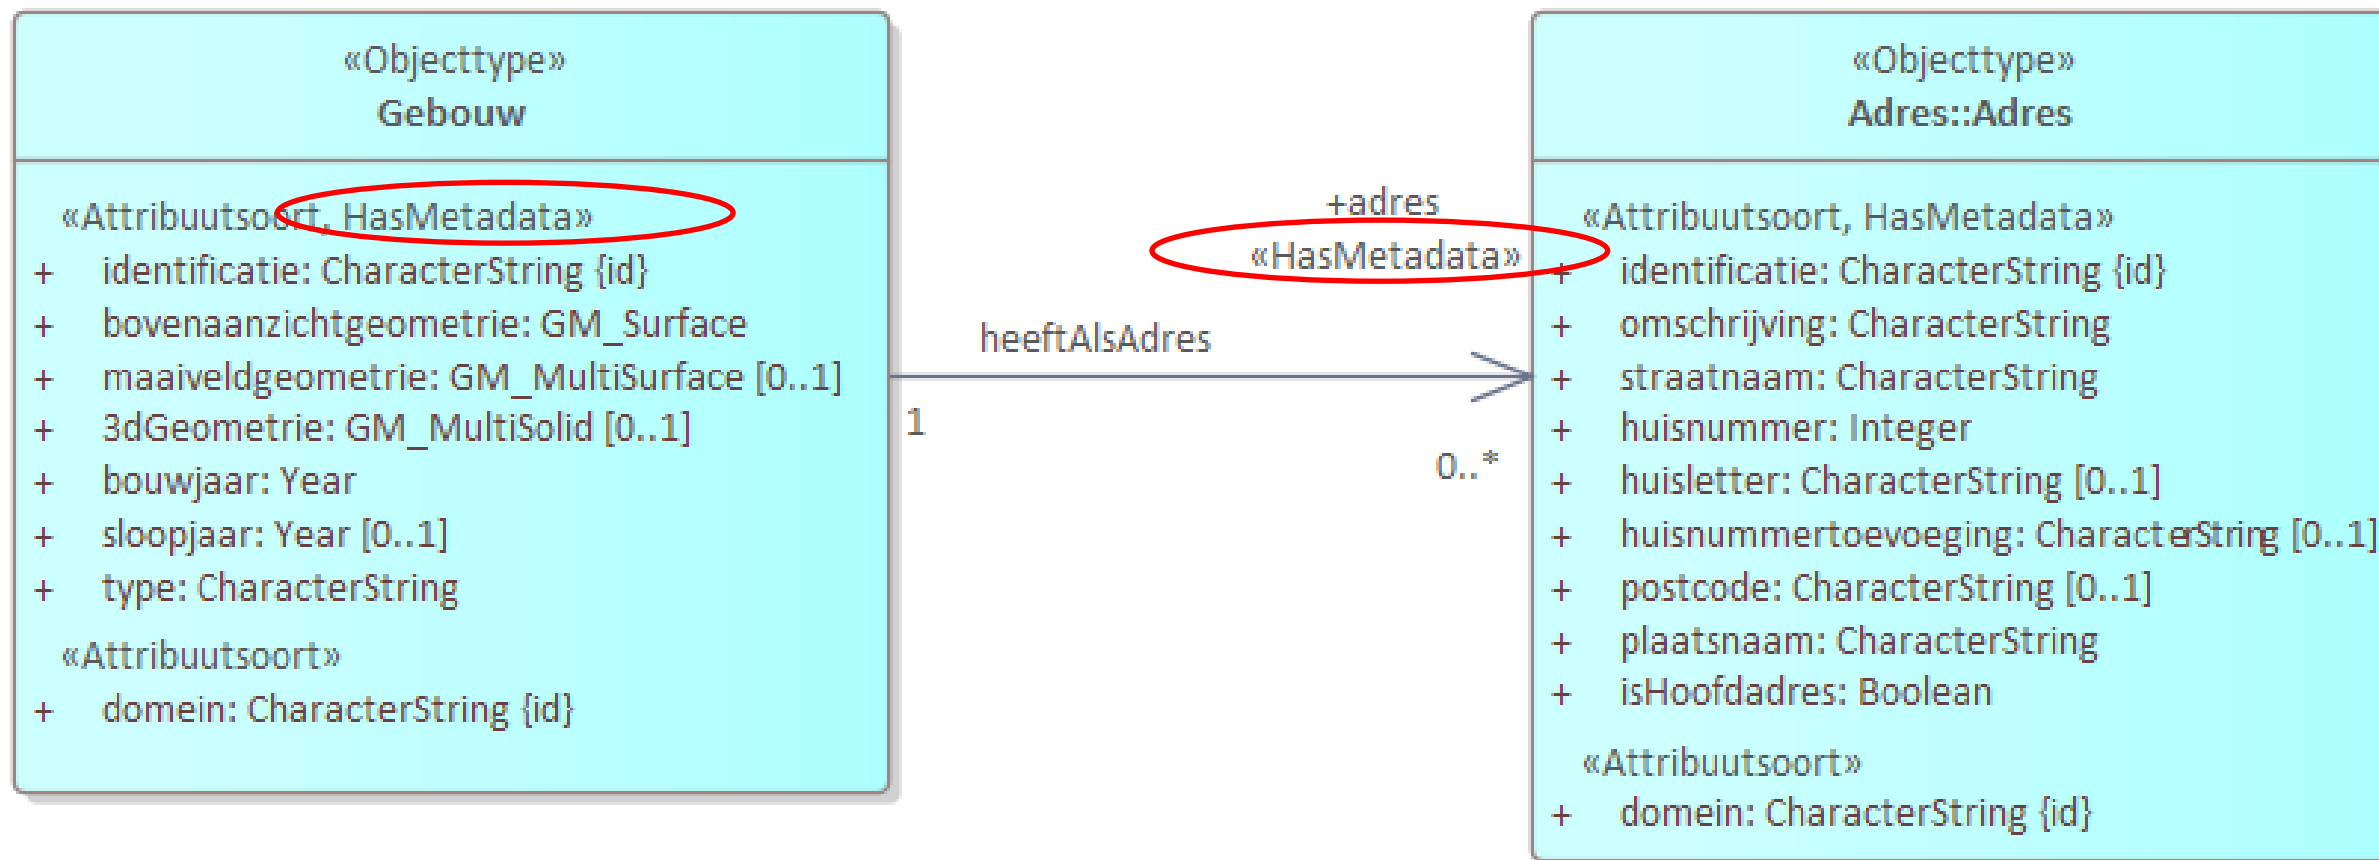 «Objecttype»
Gebouw
«Attribuutsoort, HasMetadata»
+ identificatie: CharacterString {id}
+ bovenaanzichtgeometrie: GM_Surface
+ maaiveldgeometrie: GM_MultiSurface [0..1]
+ 3dGeometrie: GM_MultiSolid [0..1]
+ bouwjaar: Year
+ sloopjaar: Year [0..1]
+ type: CharacterString
«Attribuutsoort»
+ domein: CharacterString {id}
+adres
«HasMetadata»
heeftAlsAdres
1
0..*
«Objecttype»
Adres::Adres
«Attribuutsoort, HasMetadata»
+ identificatie: CharacterString {id}
+ omschrijving: CharacterString
+ straatnaam: CharacterString
+ huisnummer: Integer
+ huisletter: CharacterString [0..1]
+ huisnummertoevoeging: CharacterString [0..1]
+ postcode: CharacterString [0..1]
+ plaatsnaam: CharacterString
+ isHoofdadres: Boolean
«Attribuutsoort»
+ domein: CharacterString {id}